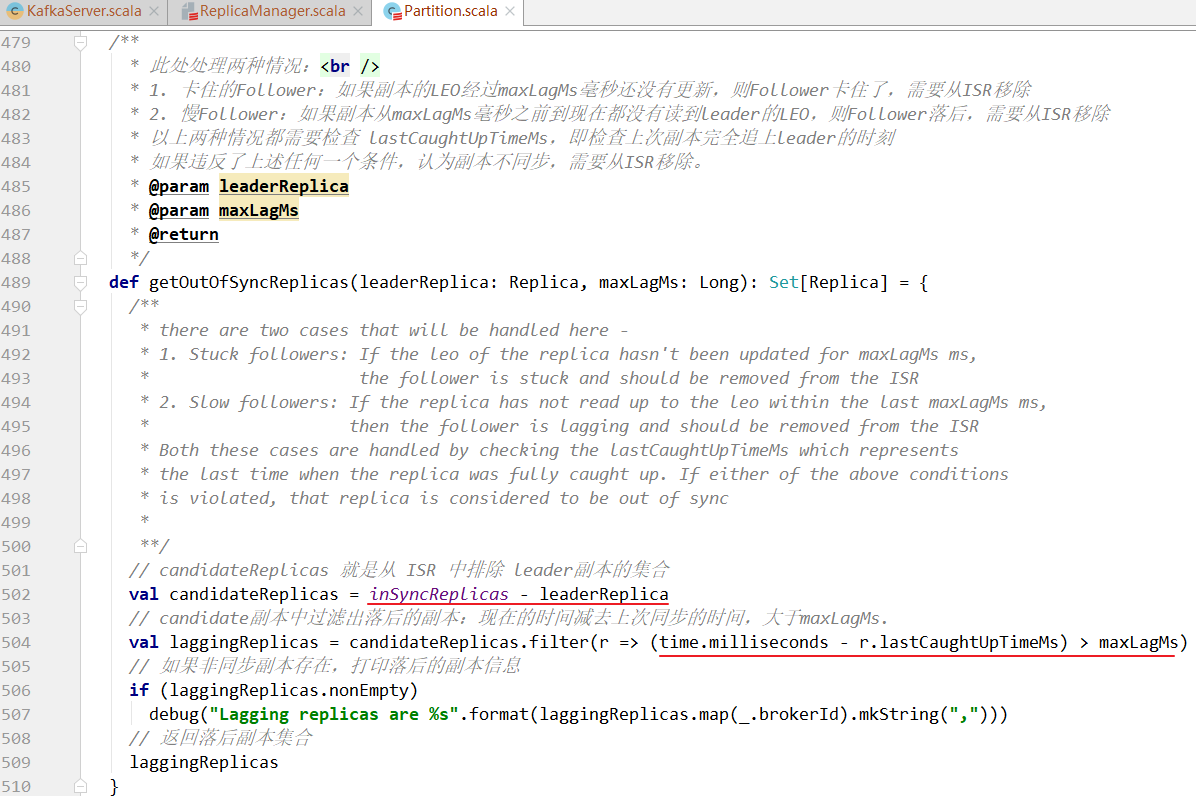 KafkaServer.scala × ReplicaManager.scala × Partition.scala ×
479 /**
480 * 此处处理两种情况：<br />
481 * 1. 卡住的Follower：如果副本的LEO经过maxLagMs毫秒还没有更新，则Follower卡住了，需要从ISR移除
482 * 2. 慢Follower：如果副本从maxLagMs毫秒之前到现在都没有读到leader的LEO，则Follower落后，需要从ISR移除
483 * 以上两种情况都需要检查 lastCaughtUpTimeMs，即检查上次副本完全追上leader的时刻
484 * 如果违反了上述任何一个条件，认为副本不同步，需要从ISR移除。
485 * @param leaderReplica
486 * @param maxLagMs
487 * @return
488 */
489 def getOutOfSyncReplicas(leaderReplica: Replica, maxLagMs: Long): Set[Replica] = {
490 /**
491 * there are two cases that will be handled here -
492 * 1. Stuck followers: If the leo of the replica hasn't been updated for maxLagMs ms,
493 * the follower is stuck and should be removed from the ISR
494 * 2. Slow followers: If the replica has not read up to the leo within the last maxLagMs ms,
495 * then the follower is lagging and should be removed from the ISR
496 * Both these cases are handled by checking the lastCaughtUpTimeMs which represents
497 * the last time when the replica was fully caught up. If either of the above conditions
498 * is violated, that replica is considered to be out of sync
499 *
500 **/
501 // candidateReplicas 就是从 ISR 中排除 leader副本的集合
502 val candidateReplicas = inSyncReplicas - leaderReplica
503 // candidate副本中过滤出落后的副本：现在的时间减去上次同步的时间，大于maxLagMs.
504 val laggingReplicas = candidateReplicas.filter(r => (time.milliseconds - r.lastCaughtUpTimeMs) > maxLagMs)
505 // 如果非同步副本存在，打印落后的副本信息
506 if (laggingReplicas.nonEmpty)
507 debug("Lagging replicas are %s".format(laggingReplicas.map(_.brokerId).mkString(",")))
508 // 返回落后副本集合
509 laggingReplicas
510 }